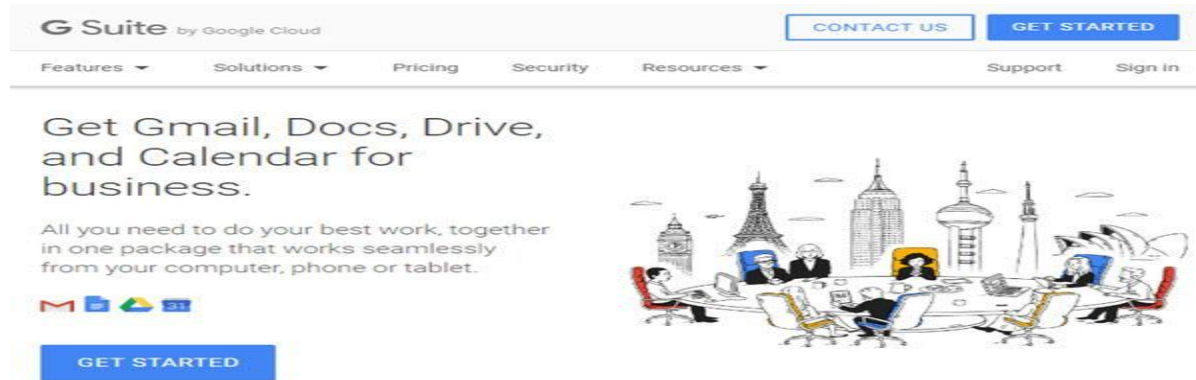 G Suite by Google Cloud
CONTACT US
GET STARTED
Features
Solutions
Pricing
Security
Resources
Support
Sign in
Get Gmail, Docs, Drive,
and Calendar for
business.
All you need to do your best work, together
in one package that works seamlessly
from your computer, phone or tablet.
31
GET STARTED